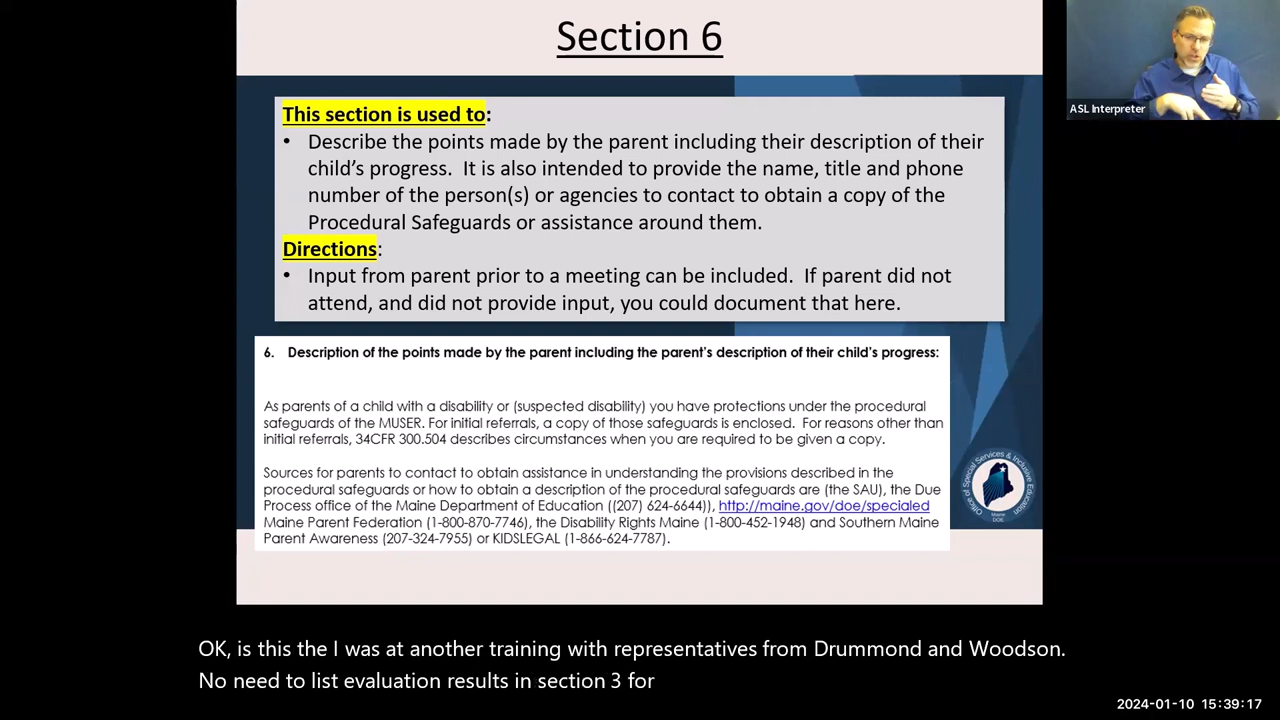 Section 6
This section is used to:
• Describe the points made by the parent including their description of their
child's progress. It is also intended to provide the name, title and phone
number of the person(s) or agencies to contact to obtain a copy of the
Procedural Safeguards or assistance around them.
Directions:
• Input from parent prior to a meeting can be included. If parent did not
attend, and did not provide input, you could document that here.
6. Description of the points made by the parent including the parent's description of their child's progress:
As parents of a child with a disability or (suspected disability) you have protections under the procedural
safeguards of the MUSER. For initial referrals, a copy of those safeguards is enclosed. For reasons other than
initial referrals, 34CFR 300.504 describes circumstances when you are required to be given a copy.
Sources for parents to contact to obtain assistance in understanding the provisions described in the
procedural safeguards or how to obtain a description of the procedural safeguards are (the SAU), the Due
Process office of the Maine Department of Education ((207) 624-6644)), http://maine.gov/doe/specialed
Maine Parent Federation (1-800-870-7746), the Disability Rights Maine (1-800-452-1948) and Southern Maine
Parent Awareness (207-324-7955) or KIDSLEGAL (1-866-624-7787).
Office of Special Services & Inclusive Education
MAINE
DOE
ASL Interpreter
OK, is this the I was at another training with representatives from Drummond and Woodson.
No need to list evaluation results in section 3 for
2024-01-10 15:39:17